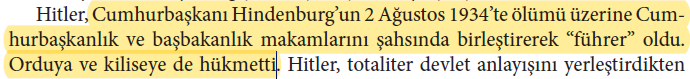 Hitler, Cumhurbaşkanı Hindenburg’un 2 Ağustos 1934’te ölümü üzerine Cum-
hurbaşkanlık ve başbakanlık makamlarını şahsında birleştirerek “führer” oldu.
Orduya ve kiliseye de hükmetti. Hitler, totaliter devlet anlayışını yerleştirdikten